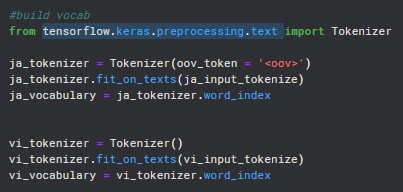 #build vocab
from tensorflow.keras.preprocessing.text import Tokenizer
ja_tokenizer = Tokenizer(oov_token = '<oov>')
ja_tokenizer.fit_on_texts(ja_input_tokenize)
ja_vocabulary = ja_tokenizer.word_index
vi_tokenizer = Tokenizer()
vi_tokenizer.fit_on_texts(vi_input_tokenize)
vi_vocabulary = vi_tokenizer.word_index